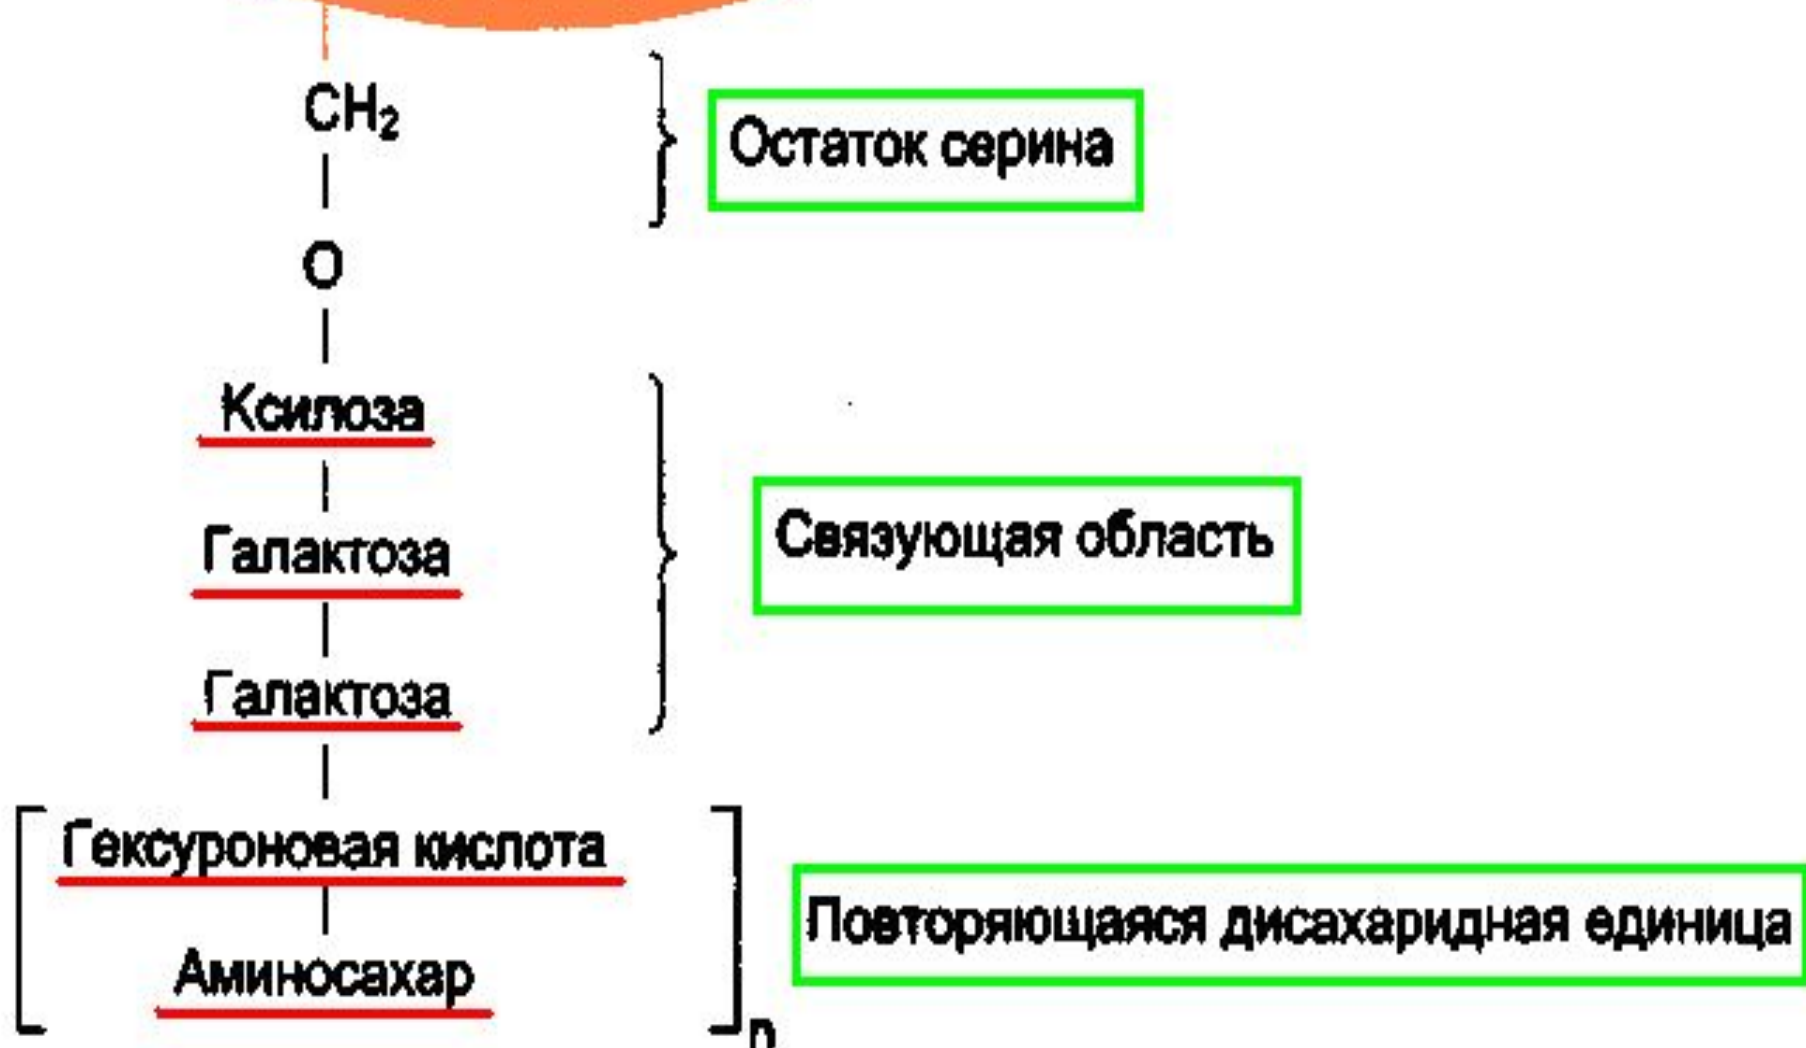 CH₂
Остаток серина
O
Ксилоза
Галактоза
Связующая область
Галактоза
Гексуроновая кислота
Повторяющаяся дисахаридная единица
Аминосахар
n